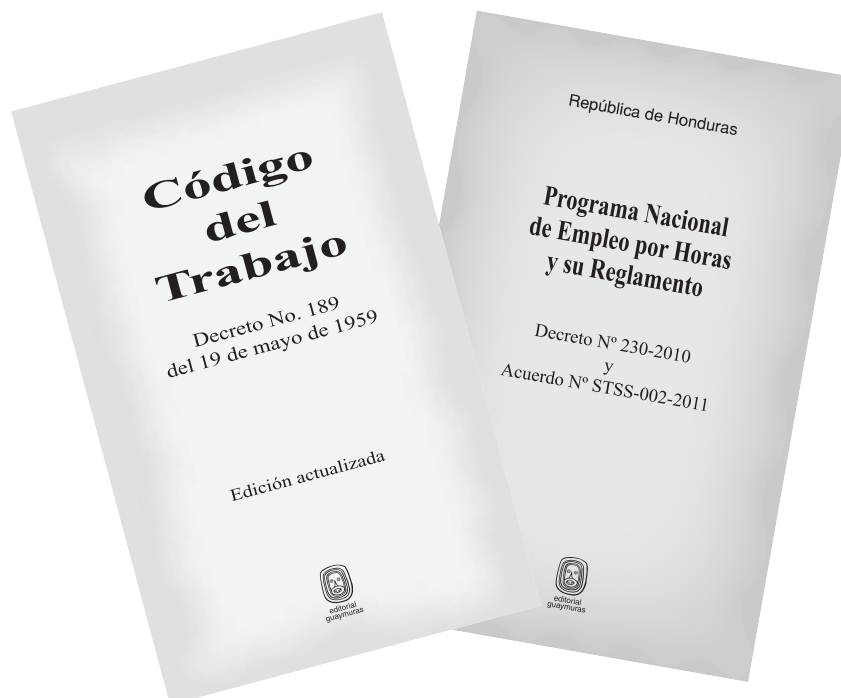 Código
del
Trabajo
Decreto No. 189
del 19 de mayo de 1959
Edición actualizada
editorial
guaymuras
República de Honduras
Programa Nacional
de Empleo por Horas
y su Reglamento
Decreto Nº 230-2010
y
Acuerdo Nº STSS-002-2011
editorial
guaymuras